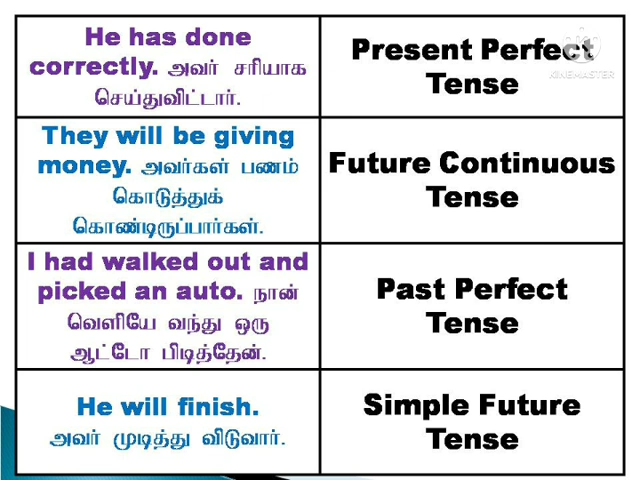 He has done
correctly. அவர் சரியாக
செய்துவிட்டார்.
Present Perfect
Tense
KINEMASTER
They will be giving
money. அவர்கள் பணம்
கொடுத்துக்
கொண்டிருப்பார்கள்.
Future Continuous
Tense
I had walked out and
picked an auto. நான்
வெளியே வந்து ஒரு
ஆட்டோ பிடித்தேன்.
Past Perfect
Tense
He will finish.
அவர் முடித்து விடுவார்.
Simple Future
Tense